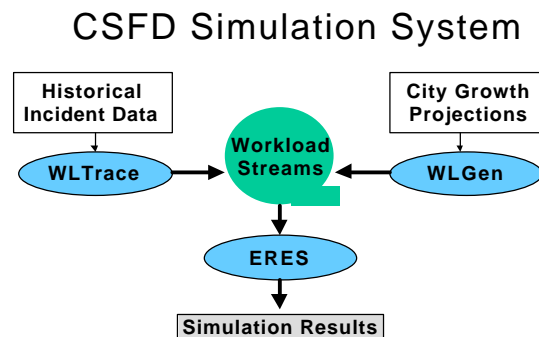 CSFD Simulation System
Historical
Incident Data
City Growth
Projections
Workload
Streams
WLTrace
WLGen
ERES
Simulation Results